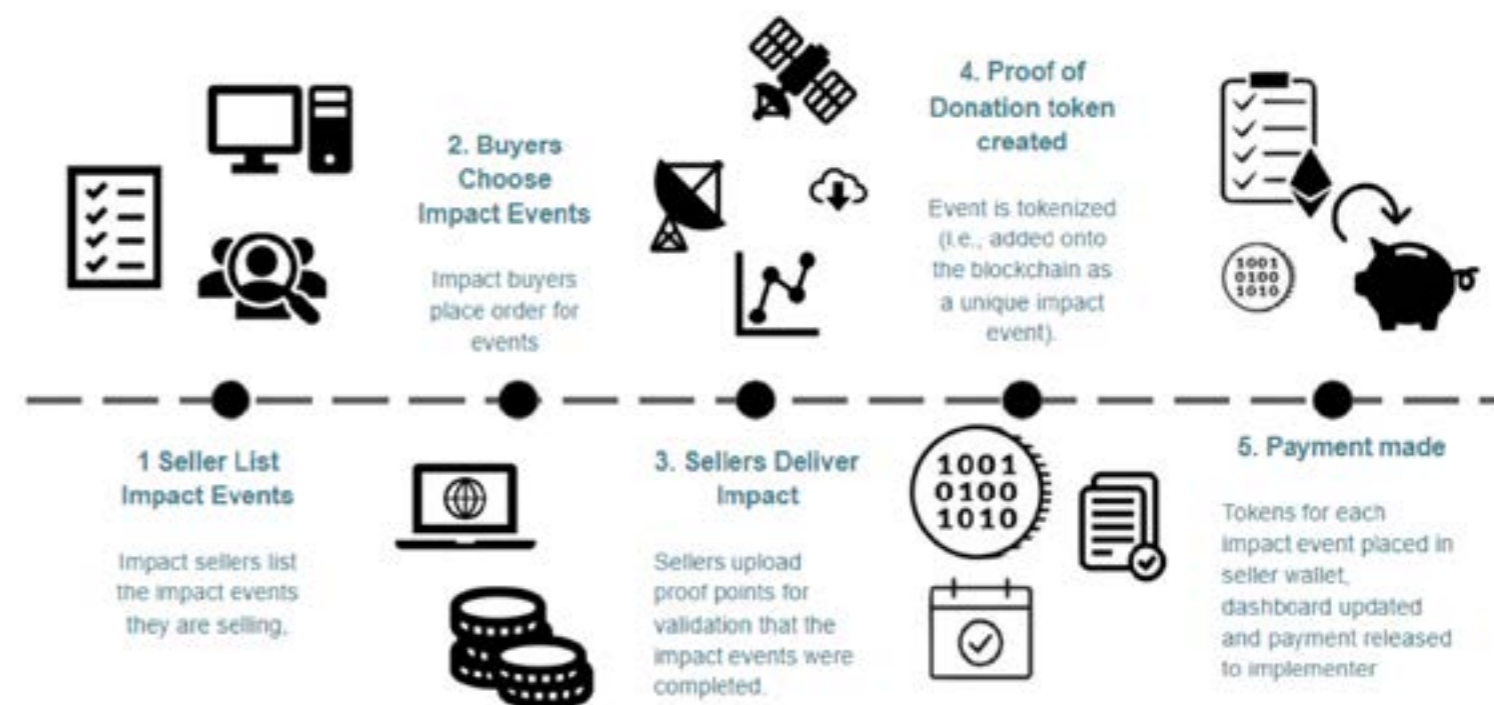 1 Seller List
Impact Events
Impact sellers list
the impact events
they are selling.
2. Buyers
Choose
Impact Events
Impact buyers
place order for
events
3. Sellers Deliver
Impact
Sellers upload
proof points for
validation that the
impact events were
completed.
4. Proof of
Donation token
created
Event is tokenized
(i.e., added onto
the blockchain as
a unique impact
event).
1001
0100
1010
5. Payment made
Tokens for each
impact event placed in
seller wallet,
dashboard updated
and payment released
to implementer
1001
0100
1010